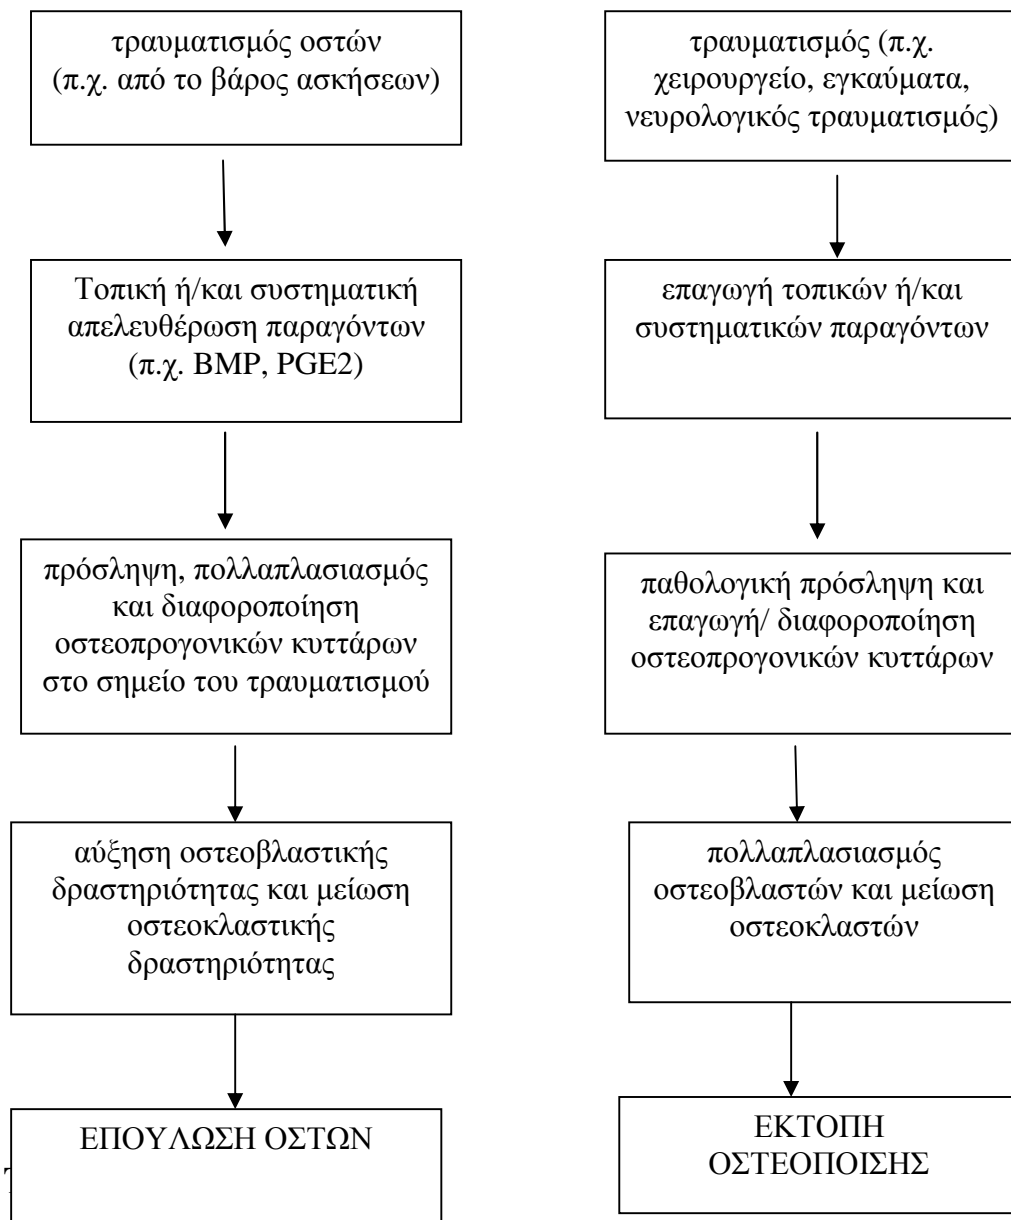 τραυματισμός οστών
(π.χ. από το βάρος ασκήσεων)
Τοπική ή/και συστηματική
απελευθέρωση παραγόντων
(π.χ. BMP, PGE2)
πρόσληψη, πολλαπλασιασμός
και διαφοροποίηση
οστεοπρογονικών κυττάρων
στο σημείο του τραυματισμού
αύξηση οστεοβλαστικής
δραστηριότητας και μείωση
οστεοκλαστικής
δραστηριότητας
ΕΠΟΥΛΩΣΗ ΟΣΤΩΝ
τραυματισμός (π.χ.
χειρουργείο, εγκαύματα,
νευρολογικός τραυματισμός)
επαγωγή τοπικών ή/και
συστηματικών παραγόντων
παθολογική πρόσληψη και
επαγωγή/ διαφοροποίηση
οστεοπρογονικών κυττάρων
πολλαπλασιασμός
οστεοβλαστών και μείωση
οστεοκλαστών
ΕΚΤΟΠΗ
ΟΣΤΕΟΠΟΙΣΗΣ